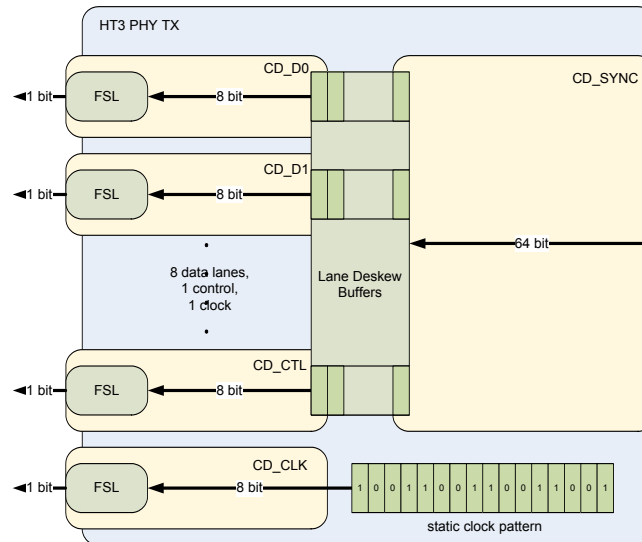 HT3 PHY TX
CD_D0
CD_SYNC
1 bit
FSL
8 bit
CD_D1
1 bit
FSL
8 bit
64 bit
8 data lanes,
1 control,
1 clock
Lane Deskew
Buffers
CD_CTL
1 bit
FSL
8 bit
CD_CLK
1 bit
FSL
8 bit
1 0 0 1 1 0 0 1 1 0 0 1 1 0 0 1
static clock pattern